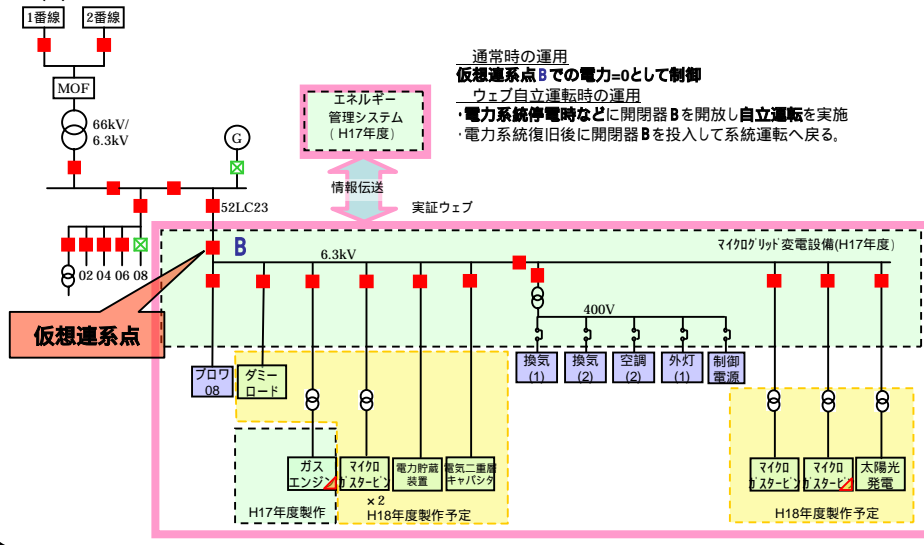 1番線
2番線
MOF
66kV/
6.3kV
G
52LC23
02 04 06 08
通常時の運用
仮想連系点Bでの電力=0として制御
ウェブ自立運転時の運用
・電力系統停電時などに開閉器Bを開放し自立運転を実施
・電力系統復旧後に開閉器Bを投入して系統運転へ戻る。
エネルギー
管理システム
(H17年度)
情報伝送
実証ウェブ
B
6.3kV
ﾏｲｸﾛｸﾞﾘｯﾄﾞ変電設備(H17年度)
仮想連系点
400V
ブロワ
08
ダミー
ロード
換気
(1)
換気
(2)
空調
(2)
外灯
(1)
制御
電源
ガス
エンジン
マイクロ
ｶﾞｽタービン
×2
電力貯蔵
装置
電気二重層
キャパシタ
H17年度製作
H18年度製作予定
マイクロ
ｶﾞｽタービン
マイクロ
ｶﾞｽタービン
太陽光
発電
H18年度製作予定